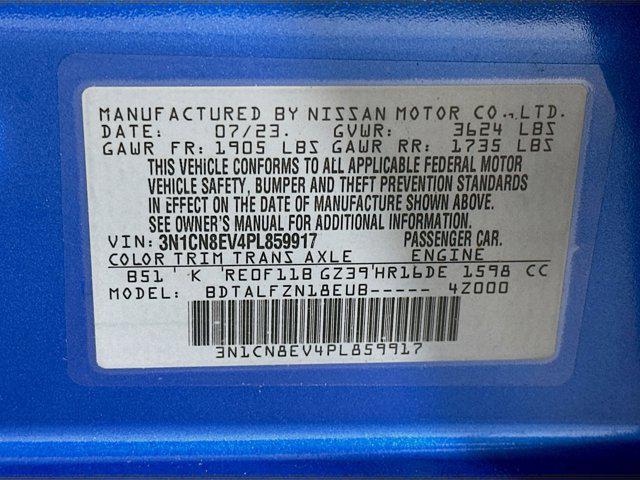 MANUFACTURED BY NISSAN MOTOR CO., LTD.
DATE: 07/23. GVWR: 3624 LBS
GAWR FR: 1905 LBS GAWR RR: 1735 LBS
THIS VEHICLE CONFORMS TO ALL APPLICABLE FEDERAL MOTOR
VEHICLE SAFETY, BUMPER AND THEFT PREVENTION STANDARDS
IN EFFECT ON THE DATE OF MANUFACTURE SHOWN ABOVE.
SEE OWNER'S MANUAL FOR ADDITIONAL INFORMATION.
VIN: 3N1CN8EV4PL859917 PASSENGER CAR.
COLOR TRIM TRANS AXLE ENGINE
B51 ' K 'RE0F11B GZ39'HR16DE 1598 CC
MODEL: BDTALFZN18EUB----- 4Z000
3N1CN8EV4PL859917